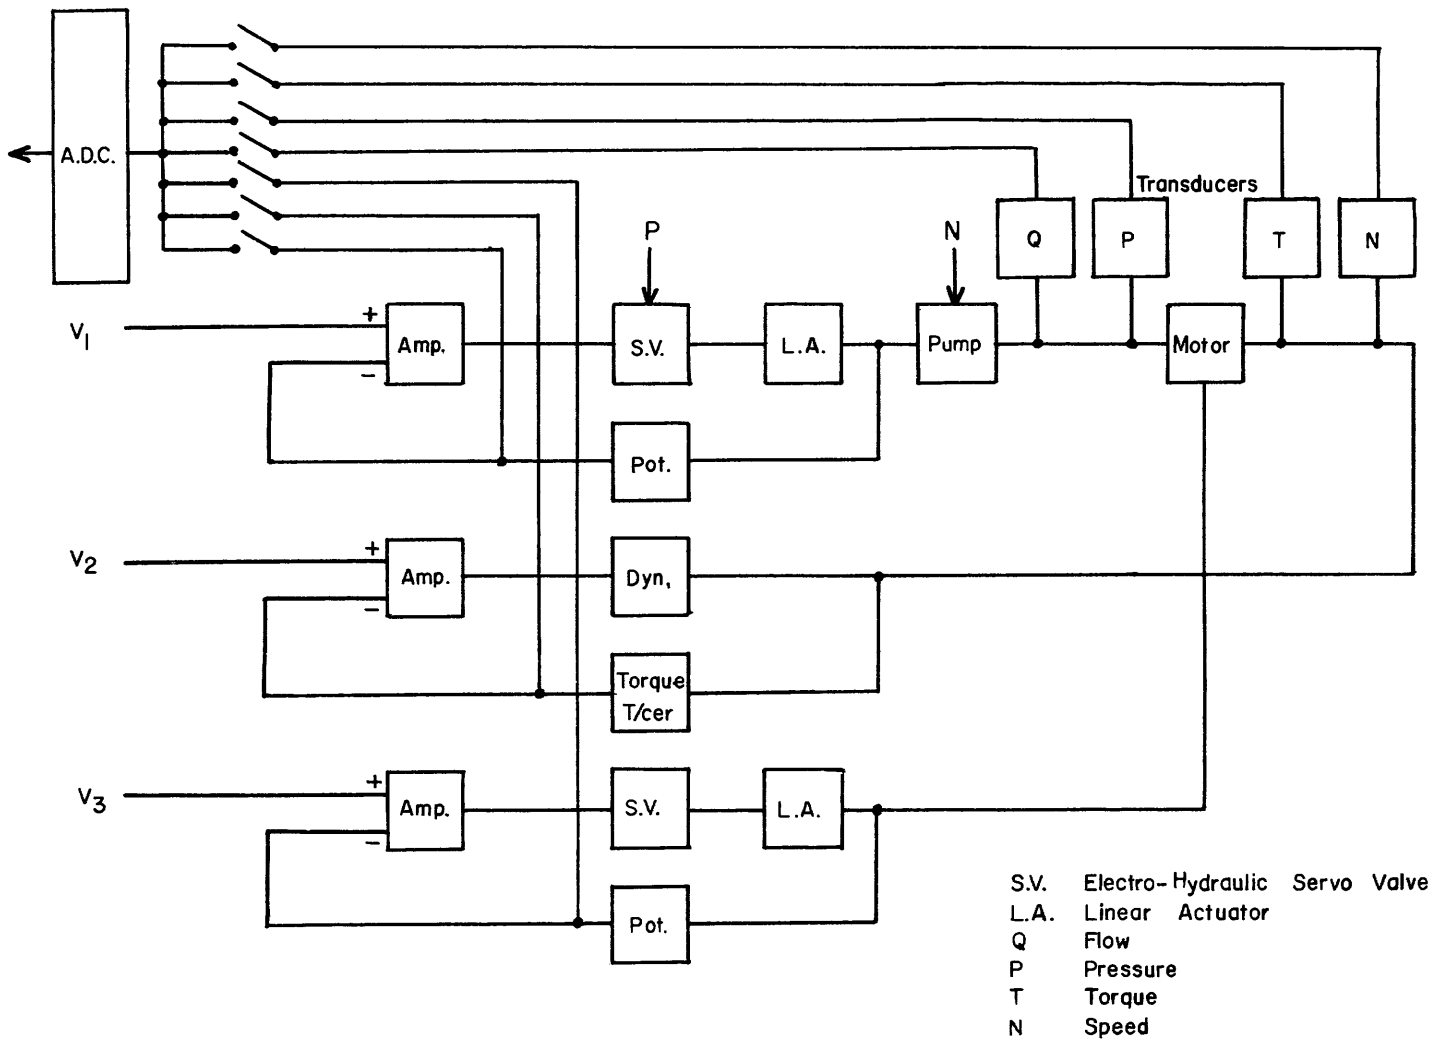 A.D.C.
Transducers
P
N
Q
P
T
N
V1
+
Amp.
−
S.V.
L.A.
Pump
Motor
Pot.
V2
+
Amp.
−
Dyn,
Torque
T/cer
V3
+
Amp.
−
S.V.
L.A.
Pot.
S.V. Electro-Hydraulic Servo Valve
L.A. Linear Actuator
Q Flow
P Pressure
T Torque
N Speed